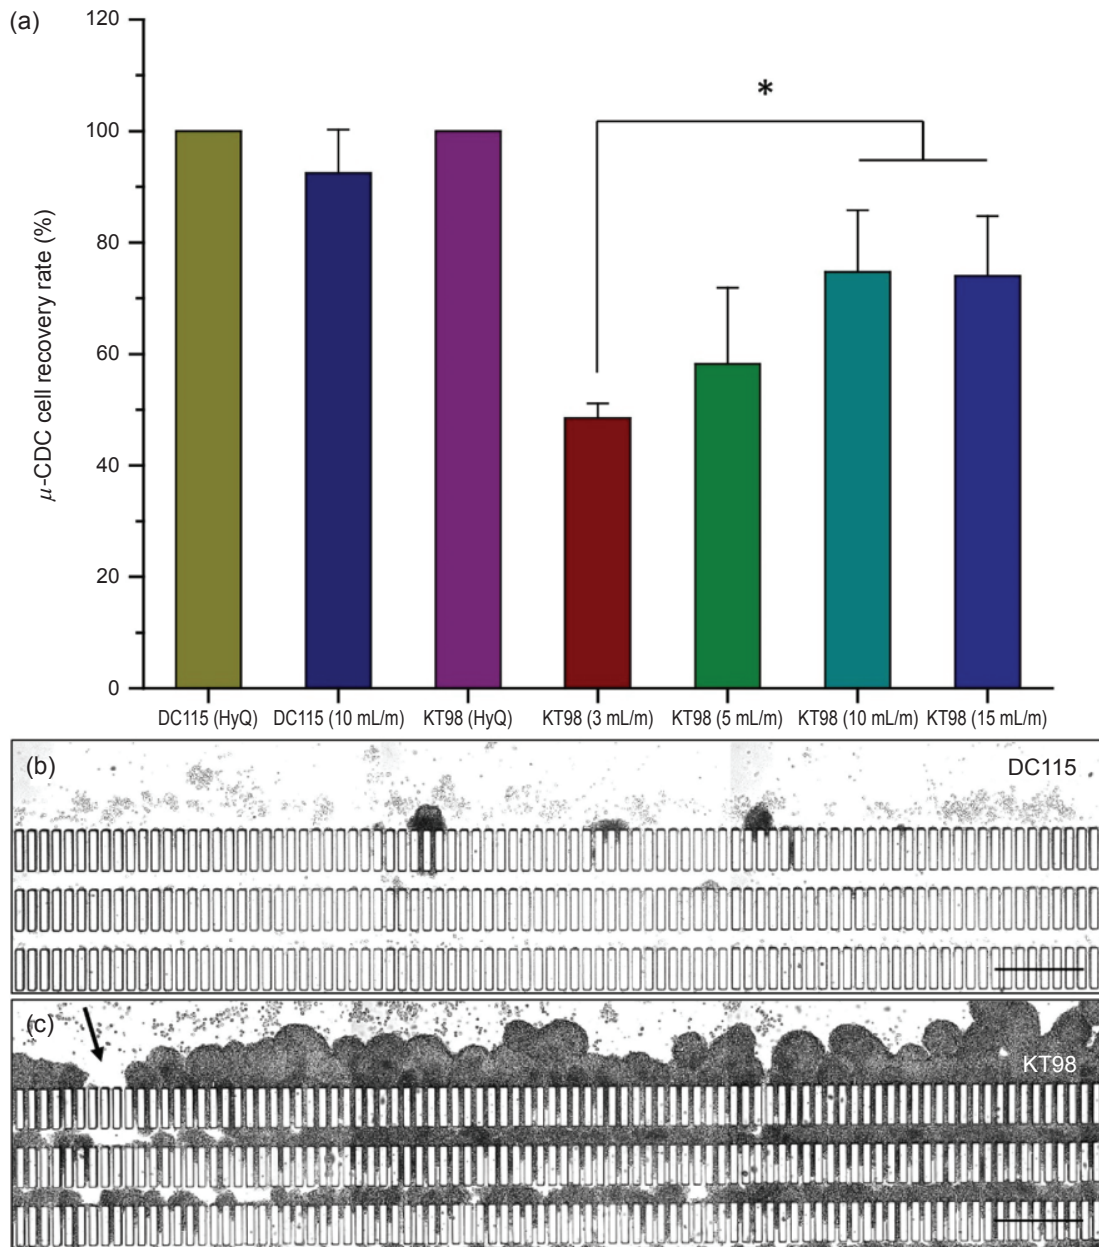 (a)
120
100
80
60
40
20
0
μ-CDC cell recovery rate (%)
*
DC115 (HyQ) DC115 (10 mL/m) KT98 (HyQ) KT98 (3 mL/m) KT98 (5 mL/m) KT98 (10 mL/m) KT98 (15 mL/m)
(b)
DC115
(c)
KT98